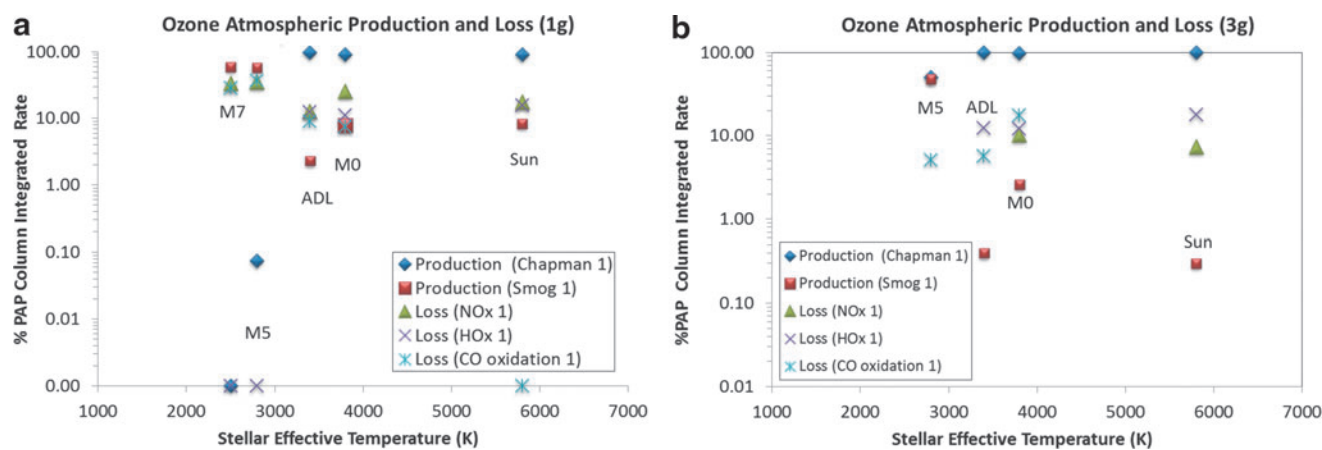 a
Ozone Atmospheric Production and Loss (1g)
% PAP Column Integrated Rate
100.00
10.00
1.00
0.10
0.01
0.00
M7
M5
ADL
M0
Sun
Production (Chapman 1)
Production (Smog 1)
Loss (NOx 1)
Loss (HOx 1)
Loss (CO oxidation 1)
1000 2000 3000 4000 5000 6000 7000
Stellar Effective Temperature (K)
b
Ozone Atmospheric Production and Loss (3g)
%PAP Column Integrated Rate
100.00
10.00
1.00
0.10
0.01
M5
ADL
M0
Sun
Production (Chapman 1)
Production (Smog 1)
Loss (NOx 1)
Loss (HOx 1)
Loss (CO oxidation 1)
1000 2000 3000 4000 5000 6000 7000
Stellar Effective Temperature (K)